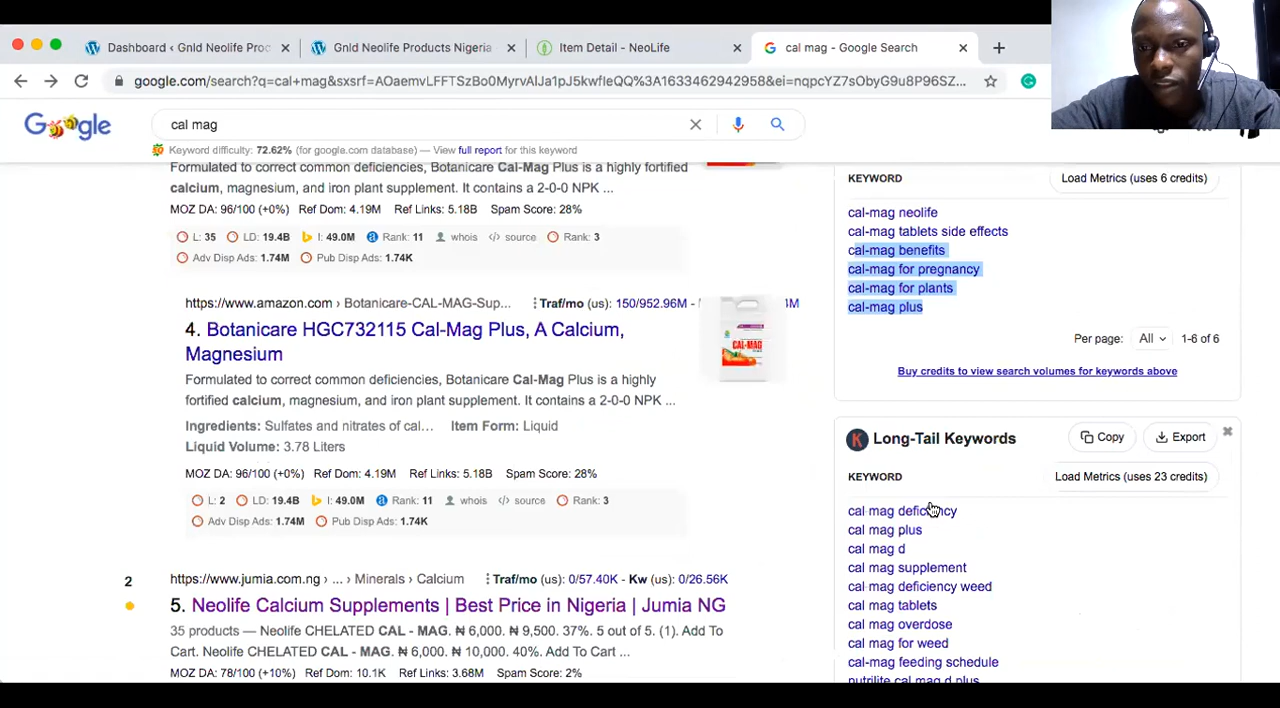 Dashboard ‹ Gnld Neolife Proc
Gnld Neolife Products Nigeria
Item Detail - NeoLife
cal mag - Google Search
google.com/search?q=cal+mag&sxsrf=AOaemvLFFTSzBo0MyrvAlJa1pJ5kwfleQQ%3A1633462942958&ei=nqpcYZ7sObyG9u8P96SZ...
Google
cal mag
Keyword difficulty: 72.62% (for google.com database) — View full report for this keyword
Formulated to correct common deficiencies, Botanicare Cal-Mag Plus is a highly fortified
calcium, magnesium, and iron plant supplement. It contains a 2-0-0 NPK ...
MOZ DA: 96/100 (+0%) Ref Dom: 4.19M Ref Links: 5.18B Spam Score: 28%
L: 35 LD: 19.4B I: 49.0M Rank: 11 whois source Rank: 3
Adv Disp Ads: 1.74M Pub Disp Ads: 1.74K
https://www.amazon.com › Botanicare-CAL-MAG-Sup... Traf/mo (us): 150/952.96M - 4M
4. Botanicare HGC732115 Cal-Mag Plus, A Calcium,
Magnesium
CAL-MAG
Formulated to correct common deficiencies, Botanicare Cal-Mag Plus is a highly
fortified calcium, magnesium, and iron plant supplement. It contains a 2-0-0 NPK ...
Ingredients: Sulfates and nitrates of cal... Item Form: Liquid
Liquid Volume: 3.78 Liters
MOZ DA: 96/100 (+0%) Ref Dom: 4.19M Ref Links: 5.18B Spam Score: 28%
L: 2 LD: 19.4B I: 49.0M Rank: 11 whois source Rank: 3
Adv Disp Ads: 1.74M Pub Disp Ads: 1.74K
2
https://www.jumia.com.ng › ... › Minerals › Calcium Traf/mo (us): 0/57.40K - Kw (us): 0/26.56K
5. Neolife Calcium Supplements | Best Price in Nigeria | Jumia NG
35 products — Neolife CHELATED CAL - MAG. ₦ 6,000. ₦ 9,500. 37%. 5 out of 5. (1). Add To
Cart. Neolife CHELATED CAL - MAG. ₦ 6,000. ₦ 10,000. 40%. Add To Cart ...
MOZ DA: 78/100 (+10%) Ref Dom: 10.1K Ref Links: 3.68M Spam Score: 2%
KEYWORD Load Metrics (uses 6 credits)
cal-mag neolife
cal-mag tablets side effects
cal-mag benefits
cal-mag for pregnancy
cal-mag for plants
cal-mag plus
Per page: All 1-6 of 6
Buy credits to view search volumes for keywords above
K Long-Tail Keywords Copy Export
KEYWORD Load Metrics (uses 23 credits)
cal mag deficiency
cal mag plus
cal mag d
cal mag supplement
cal mag deficiency weed
cal mag tablets
cal mag overdose
cal mag for weed
cal-mag feeding schedule
nutrilite cal mag d plus